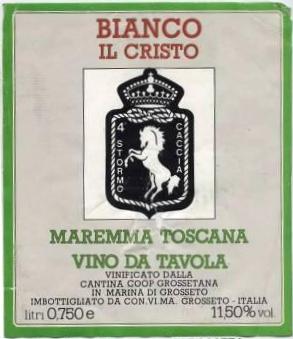 BIANCO
IL CRISTO
4 STORMO CACCIA
MAREMMA TOSCANA
VINO DA TAVOLA
VINIFICATO DALLA
CANTINA COOP GROSSETANA
IN MARINA DI GROSSETO
IMBOTTIGLIATO DA CON.VI.MA. GROSSETO - ITALIA
litri 0,750 e 11,50% vol.